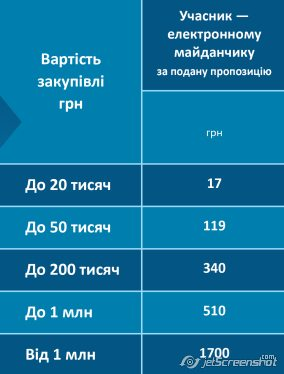 Вартість
закупівлі
грн
Учасник —
електронному
майданчику
за подану пропозицію
грн
До 20 тисяч 17
До 50 тисяч 119
До 200 тисяч 340
До 1 млн 510
Від 1 млн 1700
jetScreenshot
.com